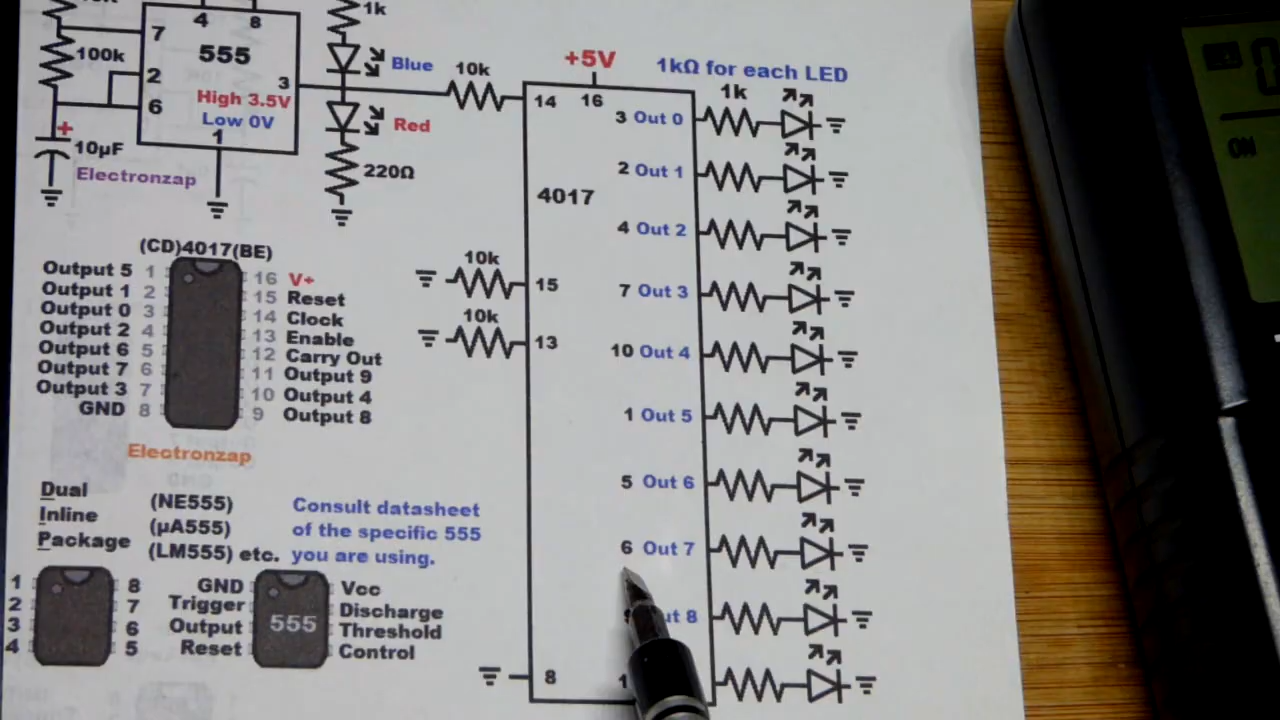 4
8
1k
7
555
100k
Blue
2
3
10k
+5V
1kΩ for each LED
6
High 3.5V
Low 0V
Red
14
16
1k
3 Out 0
+
10µF
1
Electronzap
220Ω
2 Out 1
4017
4 Out 2
(CD)4017(BE)
Output 5 1
Output 1 2
Output 0 3
Output 2 4
Output 6 5
Output 7 6
Output 3 7
GND 8
16 V+
15 Reset
14 Clock
13 Enable
12 Carry Out
11 Output 9
10 Output 4
9 Output 8
10k
15
7 Out 3
10k
13
10 Out 4
1 Out 5
Electronzap
5 Out 6
Dual
Inline
Package
(NE555)
(µA555)
(LM555) etc.
Consult datasheet
of the specific 555
you are using.
6 Out 7
1 8
2 7
3 6
4 5
GND
Trigger
Output
Reset
555
Vcc
Discharge
Threshold
Control
8
8
ON